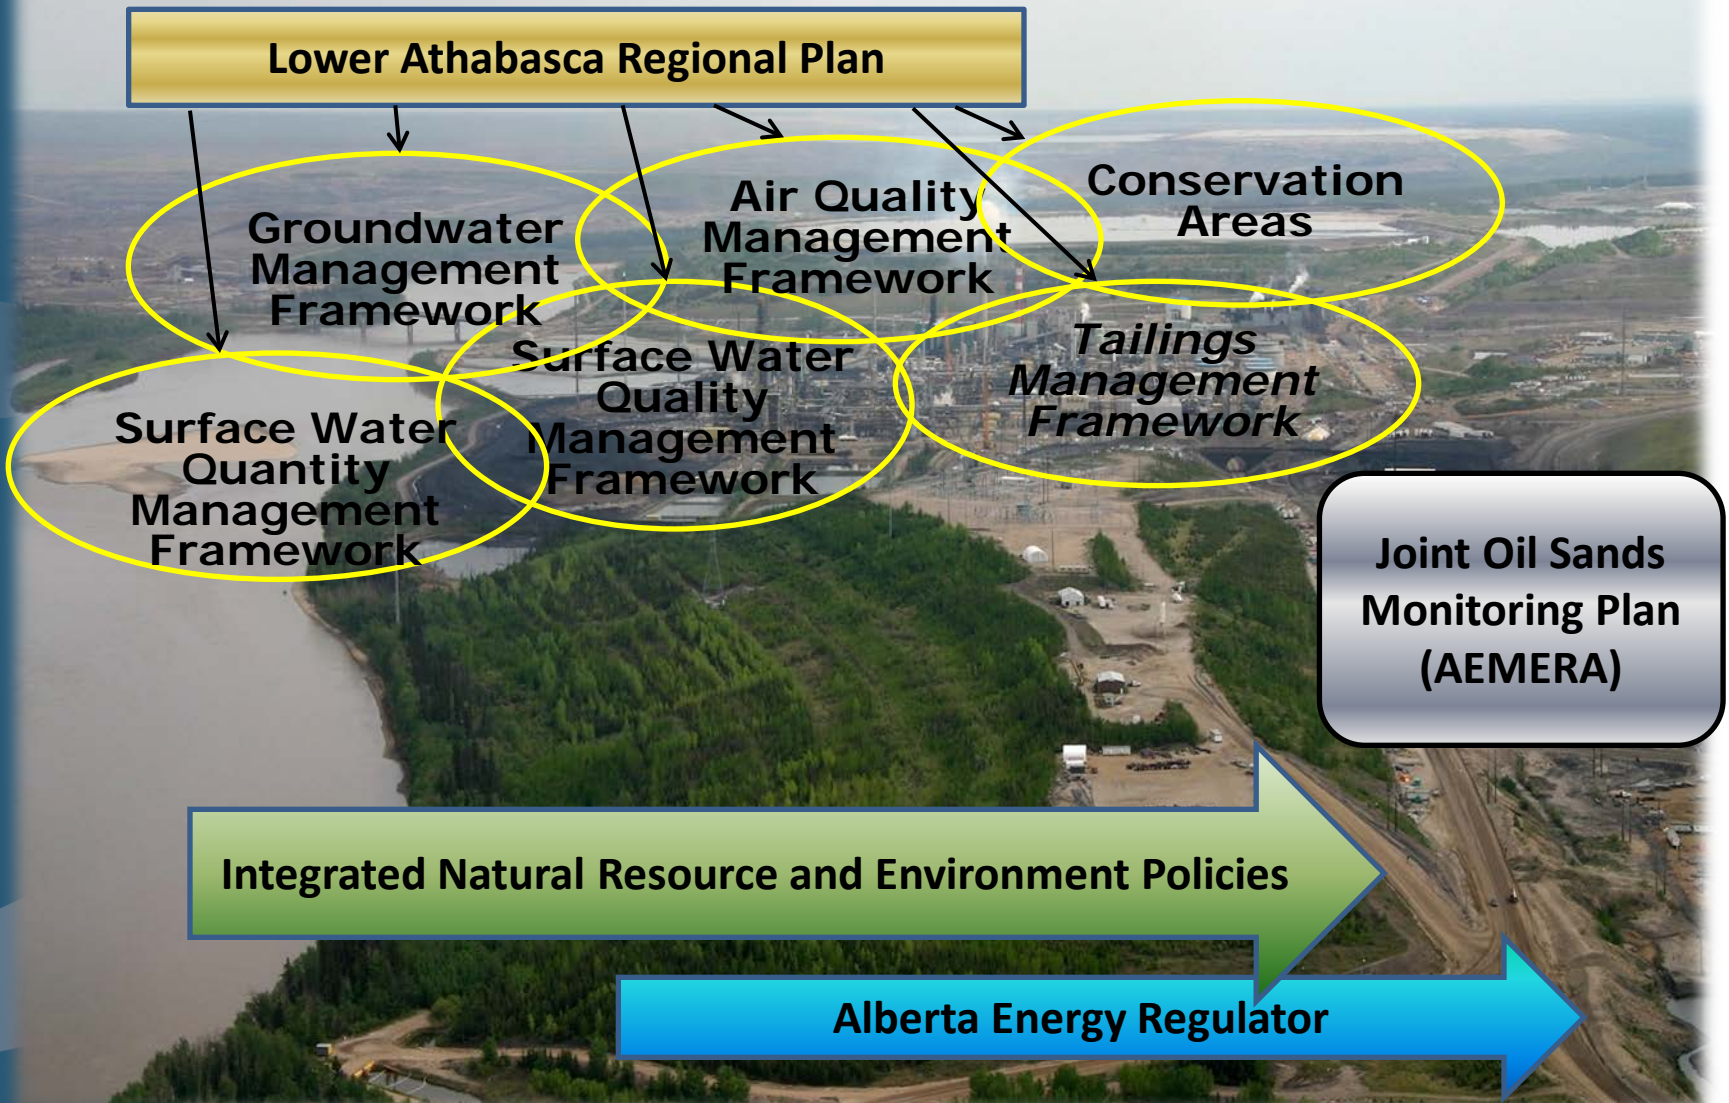 Lower Athabasca Regional Plan
Groundwater
Management
Framework
Air Quality
Management
Framework
Conservation
Areas
Surface Water
Quantity
Management
Framework
Surface Water
Quality
Management
Framework
Tailings
Management
Framework
Joint Oil Sands
Monitoring Plan
(AEMERA)
Integrated Natural Resource and Environment Policies
Alberta Energy Regulator